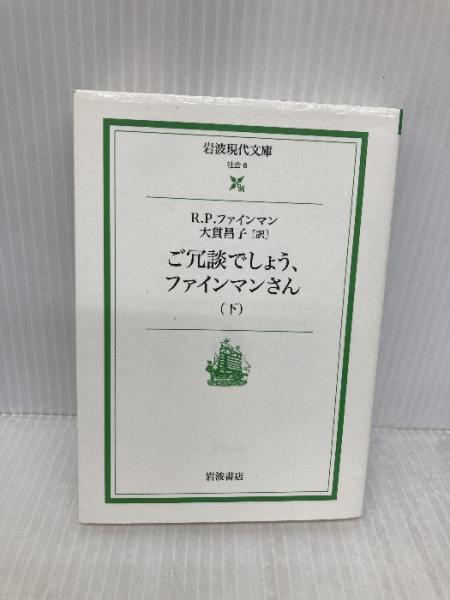 岩波現代文庫
社会 6
R.P.ファインマン
大貫昌子[訳]
ご冗談でしょう、
ファインマンさん
(下)
岩波書店